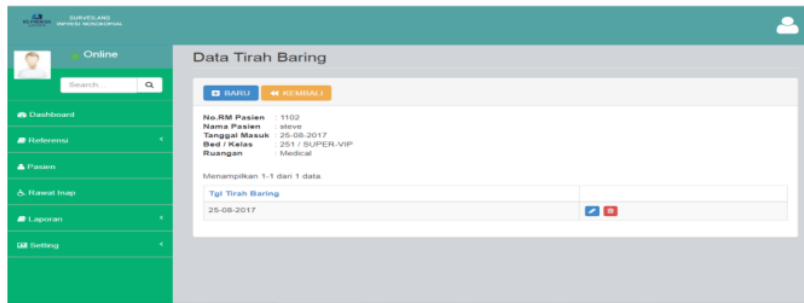 SURVEILANS
INFEKSI NOSOKOMIAL
Online
Search...
Dashboard
Referensi
Pasien
Rawat Inap
Laporan
Setting
Data Tirah Baring
BARU
KEMBALI
No.RM Pasien : 1102
Nama Pasien : steve
Tanggal Masuk : 25-08-2017
Bed / Kelas : 251 / SUPER-VIP
Ruangan : Medical
Menampilkan 1-1 dari 1 data.
Tgl Tirah Baring
25-08-2017